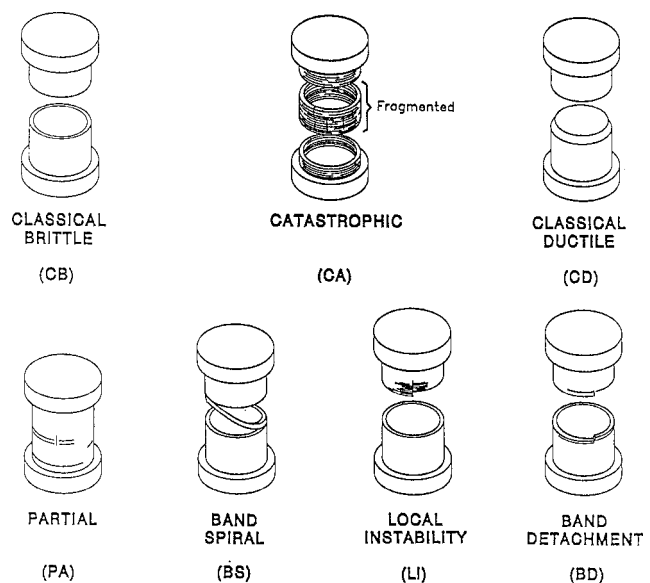 Fragmented
CLASSICAL
BRITTLE
(CB)
CATASTROPHIC
(CA)
CLASSICAL
DUCTILE
(CD)
PARTIAL
(PA)
BAND
SPIRAL
(BS)
LOCAL
INSTABILITY
(LI)
BAND
DETACHMENT
(BD)